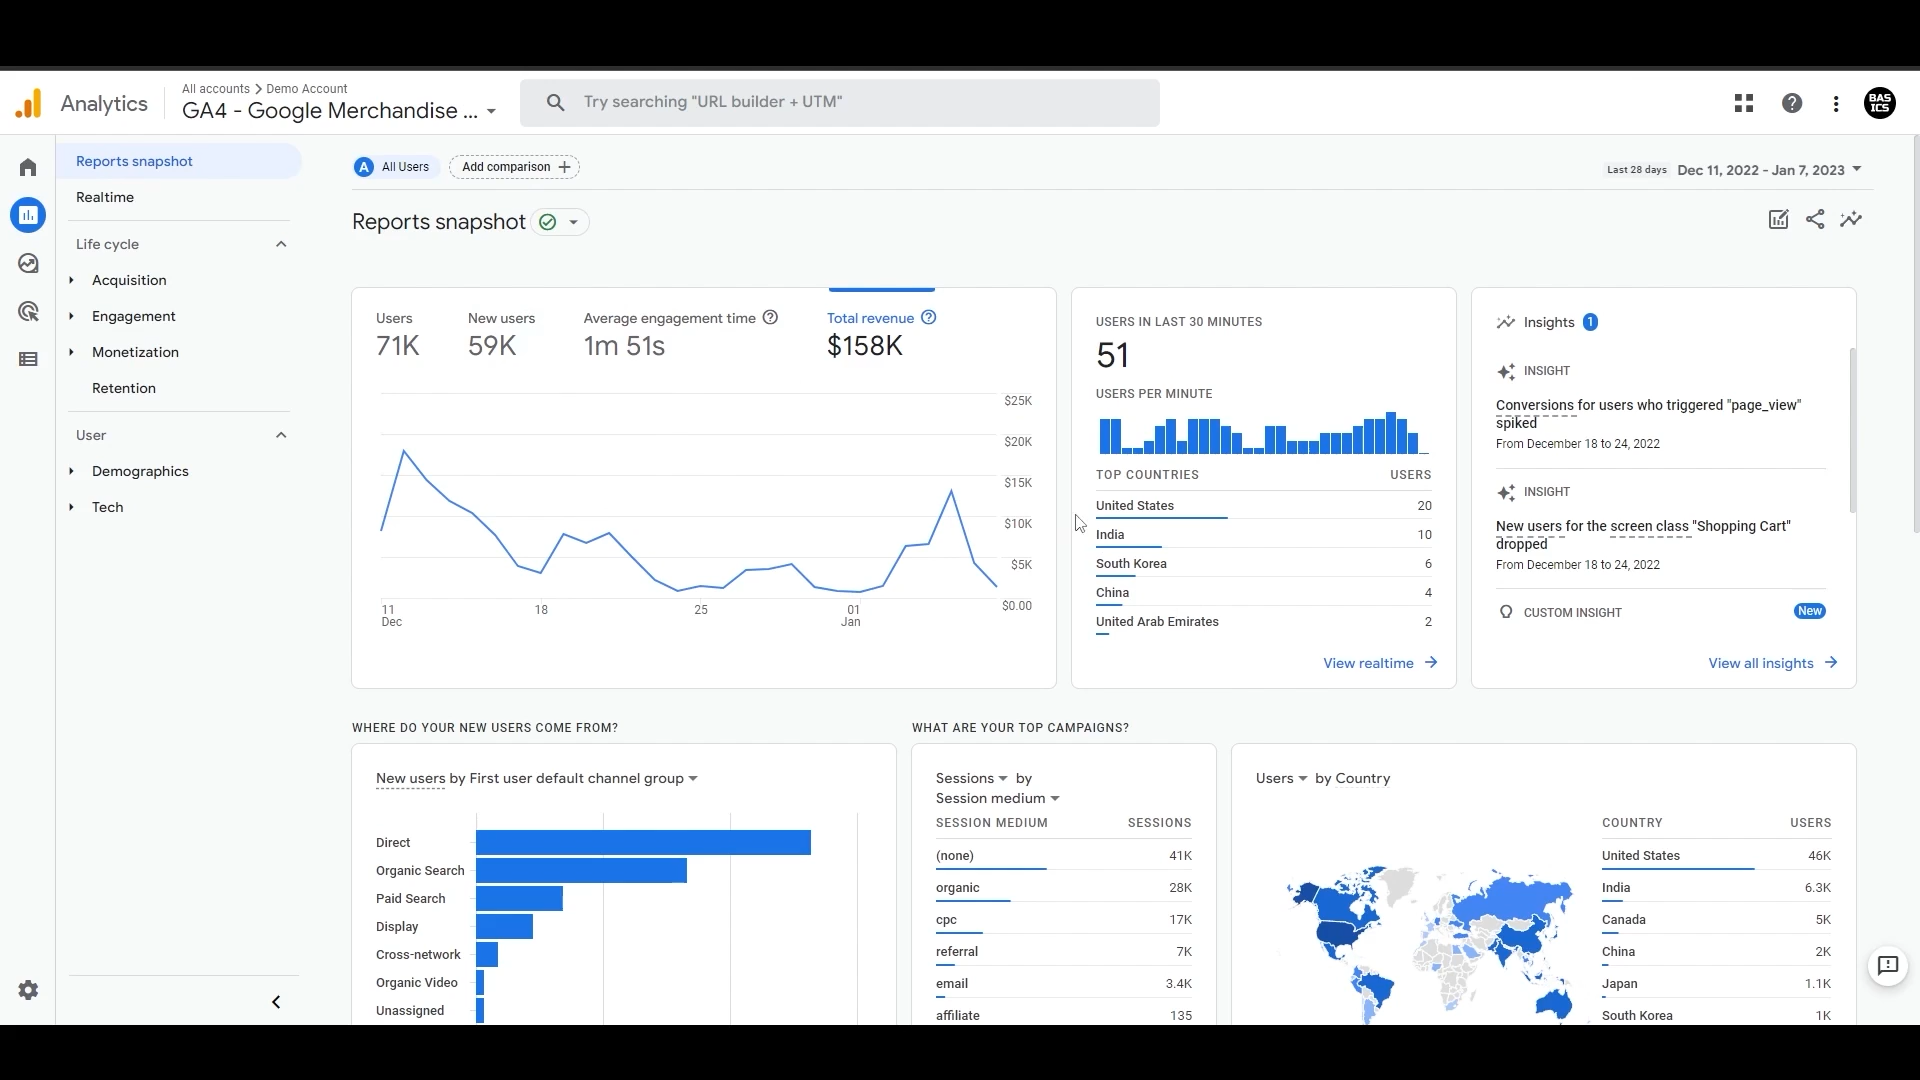 Analytics
All accounts > Demo Account
GA4 - Google Merchandise ...
Try searching "URL builder + UTM"
BAS
ICS
Reports snapshot
Realtime
Life cycle
Acquisition
Engagement
Monetization
Retention
User
Demographics
Tech
A All Users
Add comparison +
Last 28 days Dec 11, 2022 - Jan 7, 2023
Reports snapshot
Users
71K
New users
59K
Average engagement time
1m 51s
Total revenue
$158K
$25K
$20K
$15K
$10K
$5K
$0.00
11
Dec
18
25
01
Jan
USERS IN LAST 30 MINUTES
51
USERS PER MINUTE
TOP COUNTRIES USERS
United States 20
India 10
South Korea 6
China 4
United Arab Emirates 2
View realtime
Insights 1
INSIGHT
Conversions for users who triggered "page_view"
spiked
From December 18 to 24, 2022
INSIGHT
New users for the screen class "Shopping Cart"
dropped
From December 18 to 24, 2022
CUSTOM INSIGHT New
View all insights
WHERE DO YOUR NEW USERS COME FROM?
New users by First user default channel group
Direct
Organic Search
Paid Search
Display
Cross-network
Organic Video
Unassigned
WHAT ARE YOUR TOP CAMPAIGNS?
Sessions by
Session medium
SESSION MEDIUM SESSIONS
(none) 41K
organic 28K
cpc 17K
referral 7K
email 3.4K
affiliate 135
Users by Country
COUNTRY USERS
United States 46K
India 6.3K
Canada 5K
China 2K
Japan 1.1K
South Korea 1K